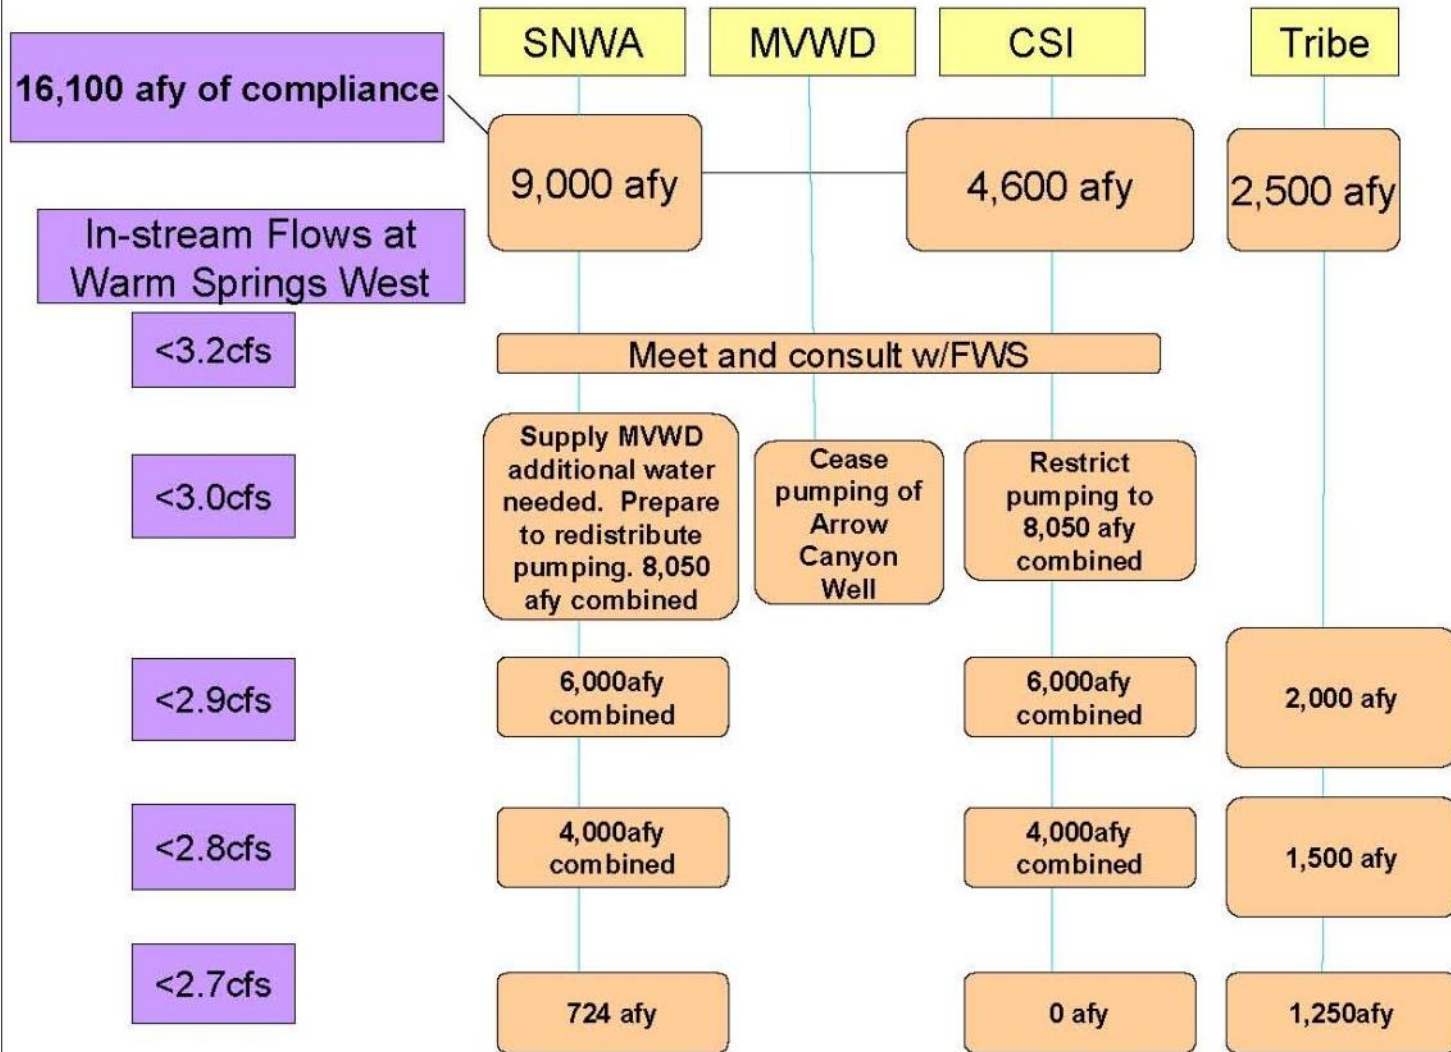 SNWA
MVWD
CSI
Tribe
16,100 afy of compliance
9,000 afy
4,600 afy
2,500 afy
In-stream Flows at
Warm Springs West
<3.2cfs
Meet and consult w/FWS
<3.0cfs
Supply MVWD
additional water
needed. Prepare
to redistribute
pumping. 8,050
afy combined
Cease
pumping of
Arrow
Canyon
Well
Restrict
pumping to
8,050 afy
combined
<2.9cfs
6,000afy
combined
6,000afy
combined
2,000 afy
<2.8cfs
4,000afy
combined
4,000afy
combined
1,500 afy
<2.7cfs
724 afy
0 afy
1,250afy